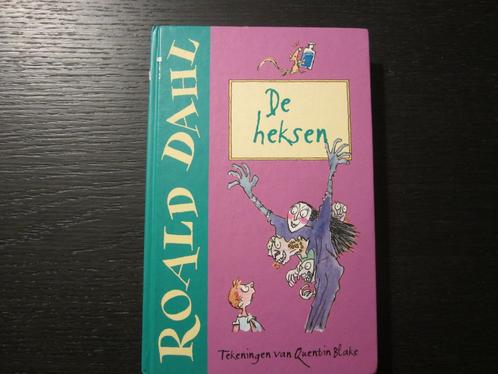 ROALD DAHL
De
heksen
Tekeningen van Quentin Blake